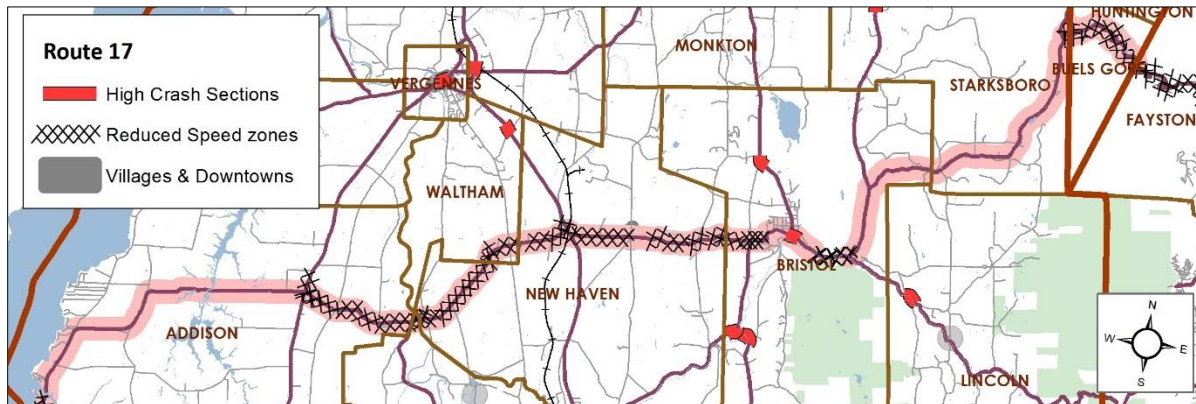 Route 17
High Crash Sections
Reduced Speed zones
Villages & Downtowns
VERGENNES
MONKTON
HUNTINGTON
STARKSBORO
BUELS GORE
FAYSTON
WALTHAM
NEW HAVEN
BRISTOL
ADDISON
LINCOLN
N
W
E
S